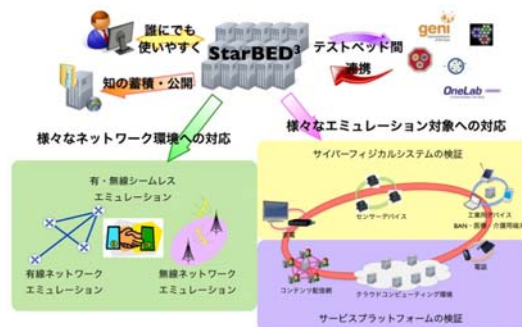 誰にでも
使いやすく
StarBED³
テストベッド間
連携
geni
OneLab
知の蓄積・公開
様々なネットワーク環境への対応
様々なエミュレーション対象への対応
有・無線シームレス
エミュレーション
有線ネットワーク
エミュレーション
無線ネットワーク
エミュレーション
サイバーフィジカルシステムの検証
センサーデバイス
工業用デバイス
BAN・医療・介護用端末
家電
電話
コンテンツ配信網
クラウドコンピューティング環境
サービスプラットフォームの検証